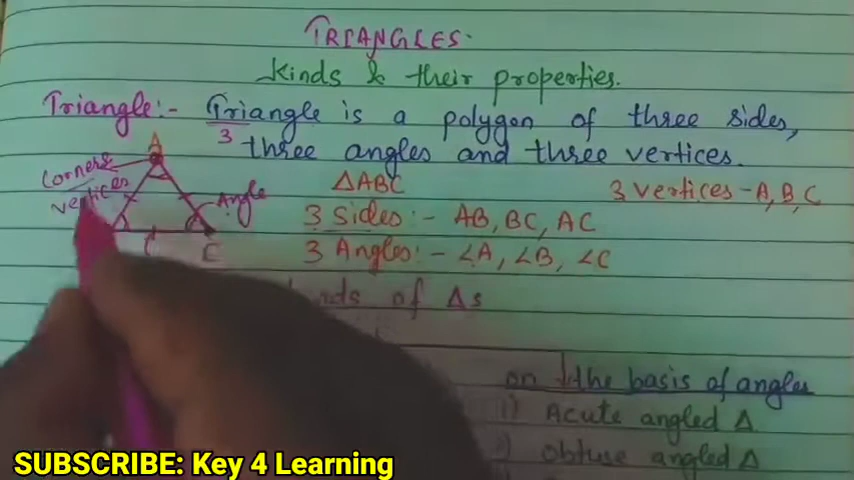 TRIANGLES.
Kinds & their properties.
Triangle:- Triangle is a polygon of three sides,
3
three angles and three vertices.
A
Corners
vertices
Angle
C
△ABC
3 vertices - A, B, C
3 Sides :- AB, BC, AC
3 Angles :- ∠A, ∠B, ∠C
of △s
on the basis of angles
i) Acute angled △
) obtuse angled △
SUBSCRIBE: Key 4 Learning